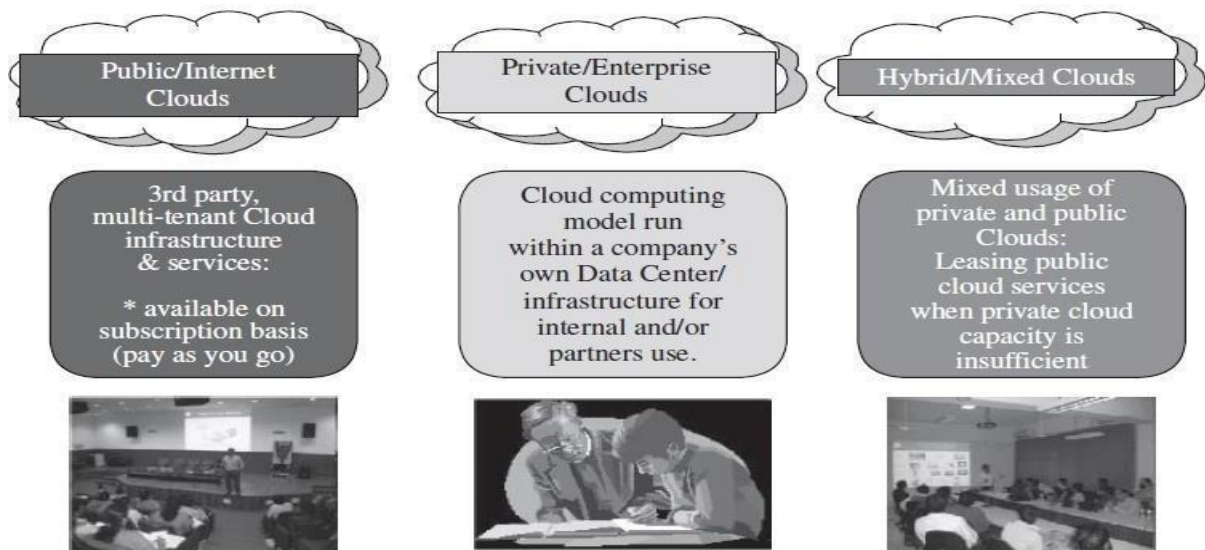 Public/Internet
Clouds
Private/Enterprise
Clouds
Hybrid/Mixed Clouds
3rd party,
multi-tenant Cloud
infrastructure
& services:
* available on
subscription basis
(pay as you go)
Cloud computing
model run
within a company’s
own Data Center/
infrastructure for
internal and/or
partners use.
Mixed usage of
private and public
Clouds:
Leasing public
cloud services
when private cloud
capacity is
insufficient